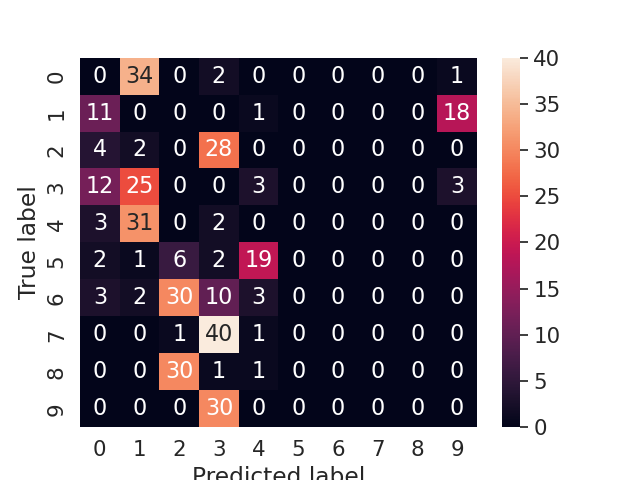 0 0 34 0 2 0 0 0 0 0 1
1 11 0 0 0 1 0 0 0 0 18
2 4 2 0 28 0 0 0 0 0 0
3 12 25 0 0 3 0 0 0 0 3
4 3 31 0 2 0 0 0 0 0 0
5 2 1 6 2 19 0 0 0 0 0
6 3 2 30 10 3 0 0 0 0 0
7 0 0 1 40 1 0 0 0 0 0
8 0 0 30 1 1 0 0 0 0 0
9 0 0 0 30 0 0 0 0 0 0
0 1 2 3 4 5 6 7 8 9
True label
Predicted label
40
35
30
25
20
15
10
5
0